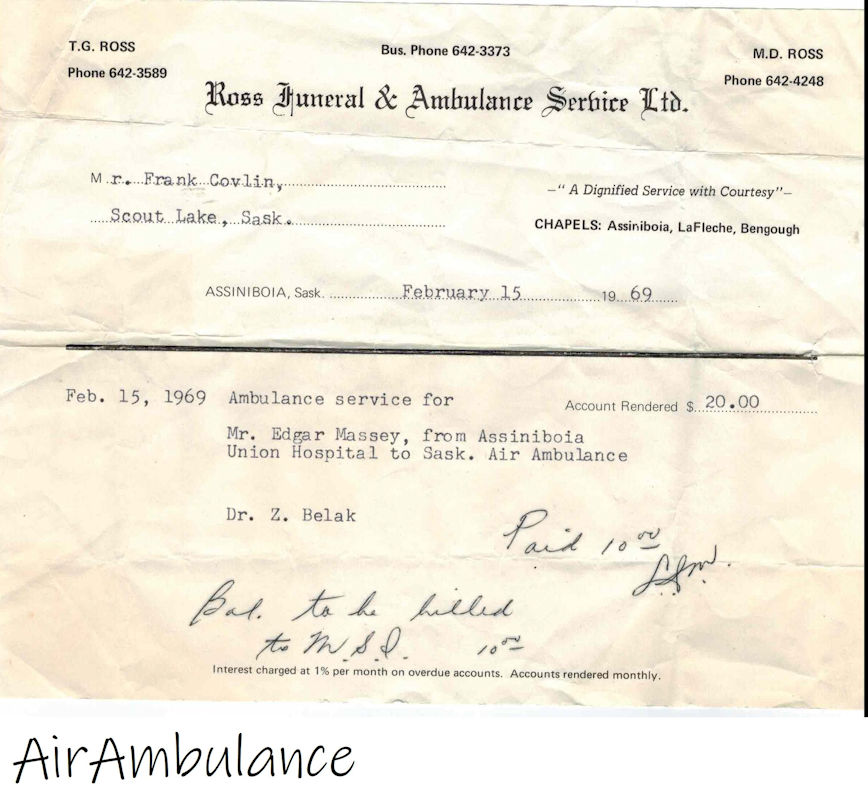 T.G. ROSS
Phone 642-3589
Bus. Phone 642-3373
M.D. ROSS
Phone 642-4248
Ross Funeral & Ambulance Service Ltd.
Mr. Frank Covlin,
Scout Lake, Sask.
—" A Dignified Service with Courtesy"—
CHAPELS: Assiniboia, LaFleche, Bengough
ASSINIBOIA, Sask. February 15 19 69
Feb. 15, 1969 Ambulance service for Account Rendered $ 20.00
Mr. Edgar Massey, from Assiniboia
Union Hospital to Sask. Air Ambulance
Dr. Z. Belak
Paid 10 00
Bal. to be billed
to M.S.I. 10 00
Interest charged at 1% per month on overdue accounts. Accounts rendered monthly.
AirAmbulance